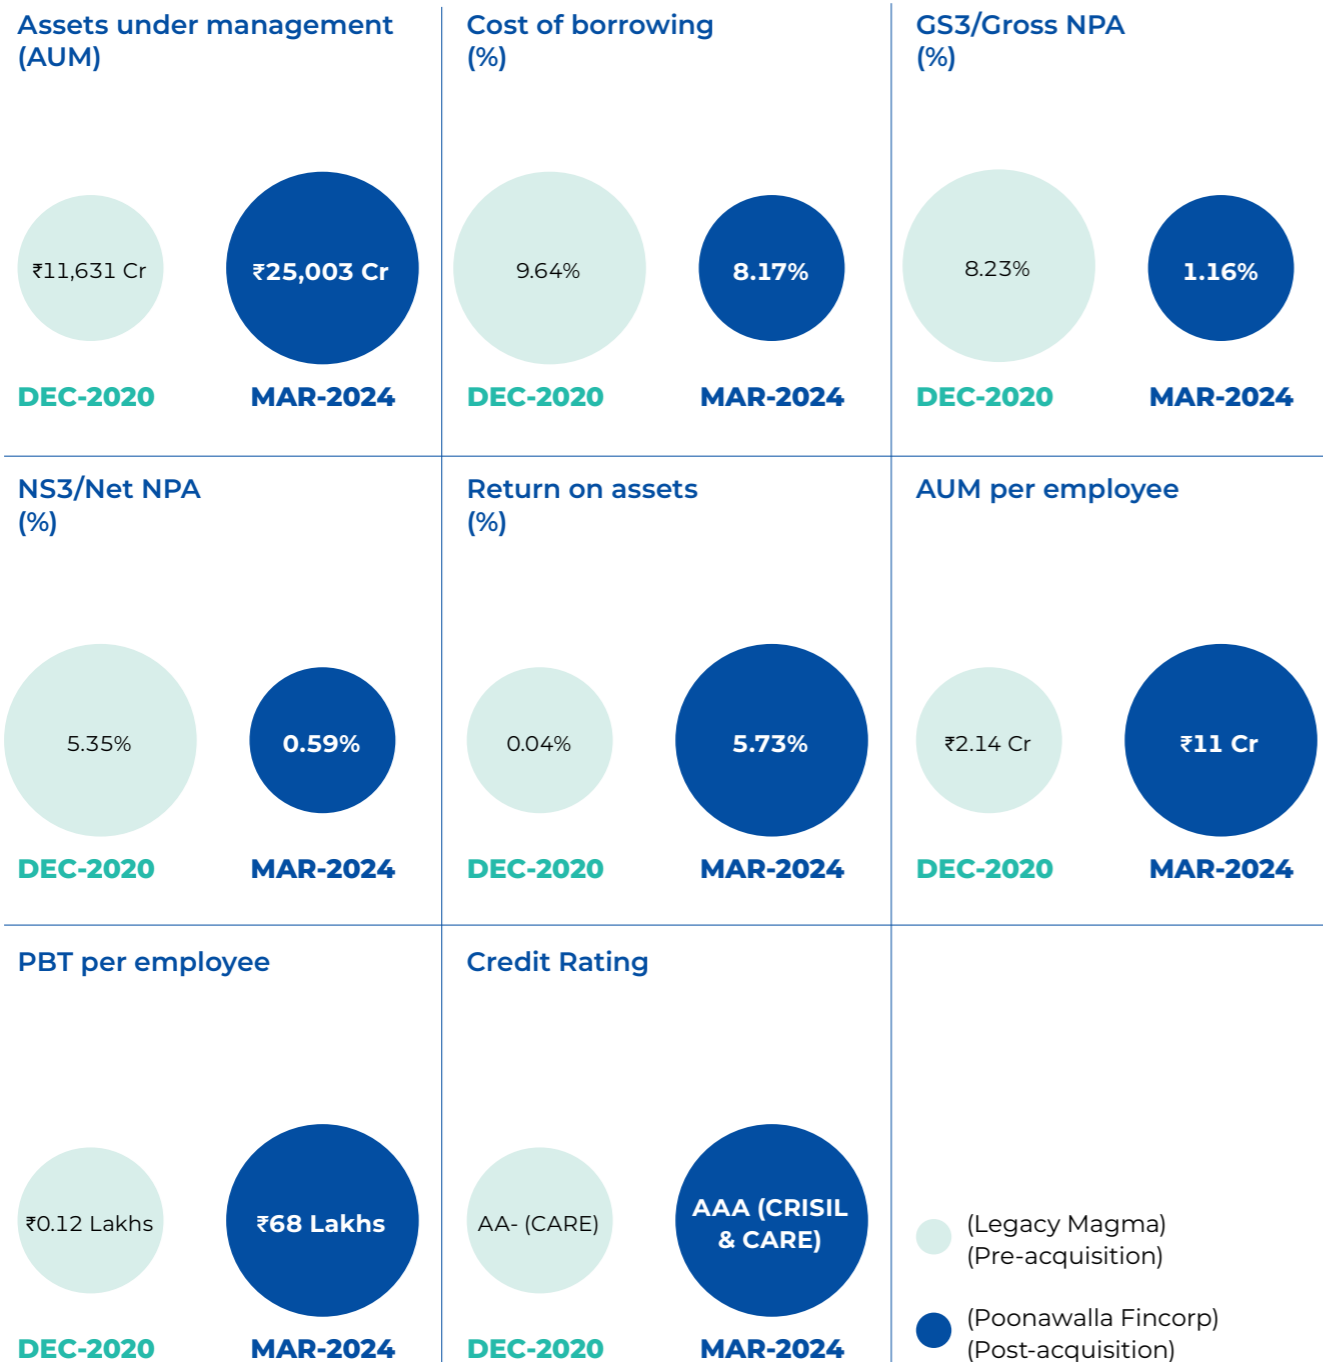 Assets under management
(AUM)
₹11,631 Cr
₹25,003 Cr
DEC-2020
MAR-2024
Cost of borrowing
(%)
9.64%
8.17%
DEC-2020
MAR-2024
GS3/Gross NPA
(%)
8.23%
1.16%
DEC-2020
MAR-2024
NS3/Net NPA
(%)
5.35%
0.59%
DEC-2020
MAR-2024
Return on assets
(%)
0.04%
5.73%
DEC-2020
MAR-2024
AUM per employee
₹2.14 Cr
₹11 Cr
DEC-2020
MAR-2024
PBT per employee
₹0.12 Lakhs
₹68 Lakhs
DEC-2020
MAR-2024
Credit Rating
AA- (CARE)
AAA (CRISIL
& CARE)
DEC-2020
MAR-2024
(Legacy Magma)
(Pre-acquisition)
(Poonawalla Fincorp)
(Post-acquisition)